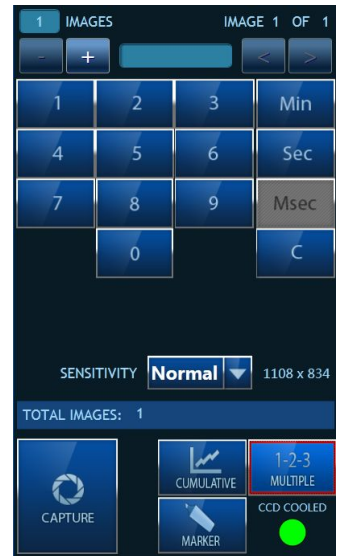 1 IMAGES IMAGE 1 OF 1
- + < >
1 2 3 Min
4 5 6 Sec
7 8 9 Msec
0 C
SENSITIVITY Normal 1108 x 834
TOTAL IMAGES: 1
CUMULATIVE
1-2-3
MULTIPLE
CAPTURE
MARKER
CCD COOLED